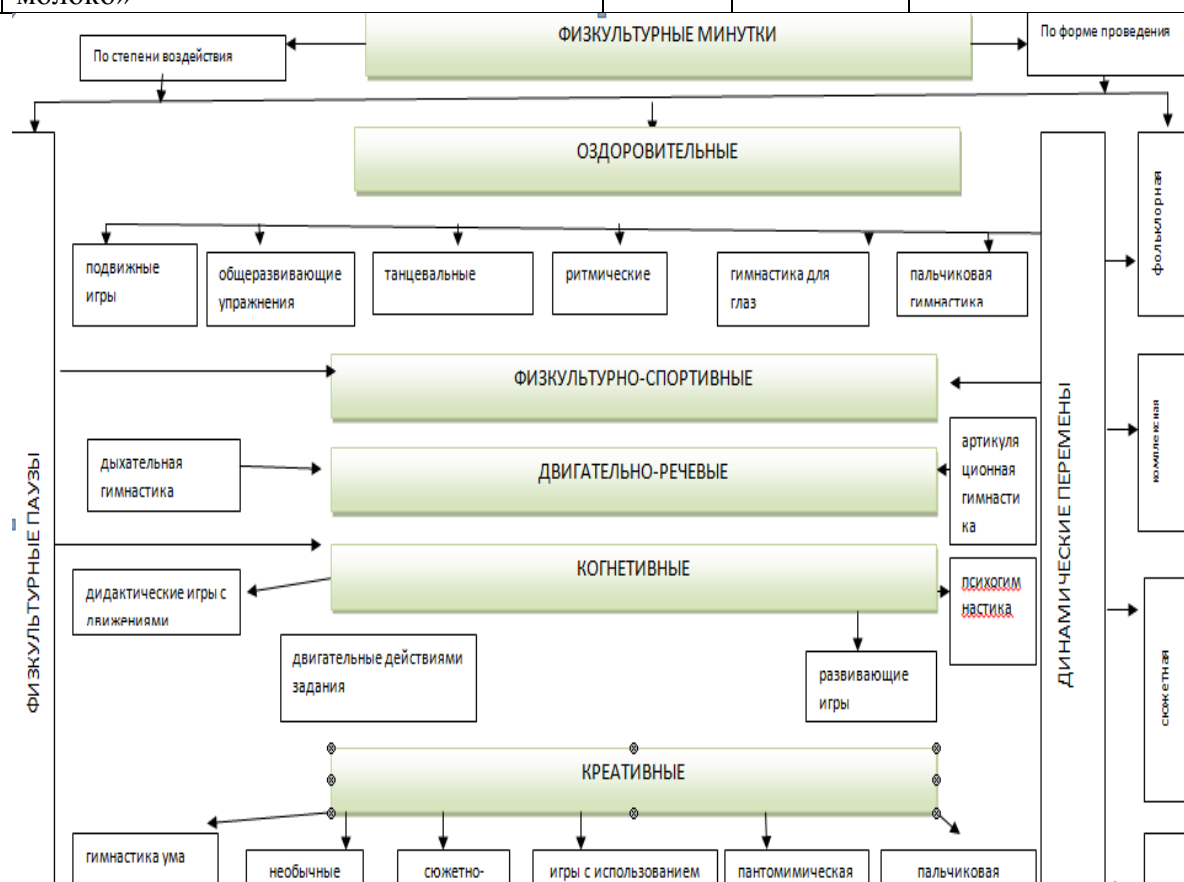 молоко»
ФИЗКУЛЬТУРНЫЕ МИНУТКИ
По форме проведения
По степени воздействия
ОЗДОРОВИТЕЛЬНЫЕ
подвижные
игры
общеразвивающие
упражнения
танцевальные
ритмические
гимнастика для
глаз
пальчиковая
гимнастика
фольклорная
ФИЗКУЛЬТУРНО-СПОРТИВНЫЕ
ФИЗКУЛЬТУРНЫЕ ПАУЗЫ
ДИНАМИЧЕСКИЕ ПЕРЕМЕНЫ
комплексная
дыхательная
гимнастика
ДВИГАТЕЛЬНО-РЕЧЕВЫЕ
артикуля
ционная
гимнасти
ка
КОГНЕТИВНЫЕ
дидактические игры с
движениями
психогим
настика
двигательные действиями
задания
развивающие
игры
сюжетная
КРЕАТИВНЫЕ
гимнастика ума
необычные
сюжетно-
игры с использованием
пантомимическая
пальчиковая